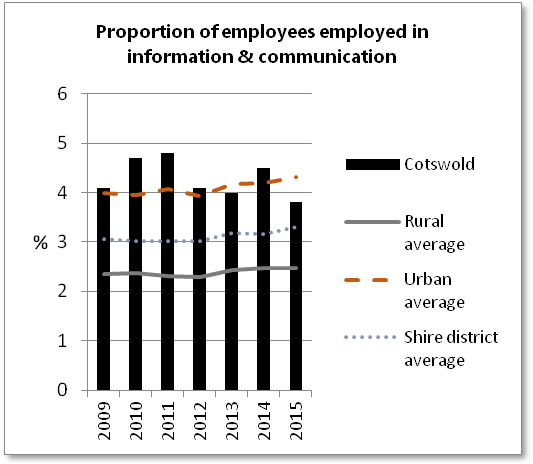 Proportion of employees employed in
information & communication
6
5
4
3
2
1
0
%
2009
2010
2011
2012
2013
2014
2015
Cotswold
Rural
average
Urban
average
Shire district
average